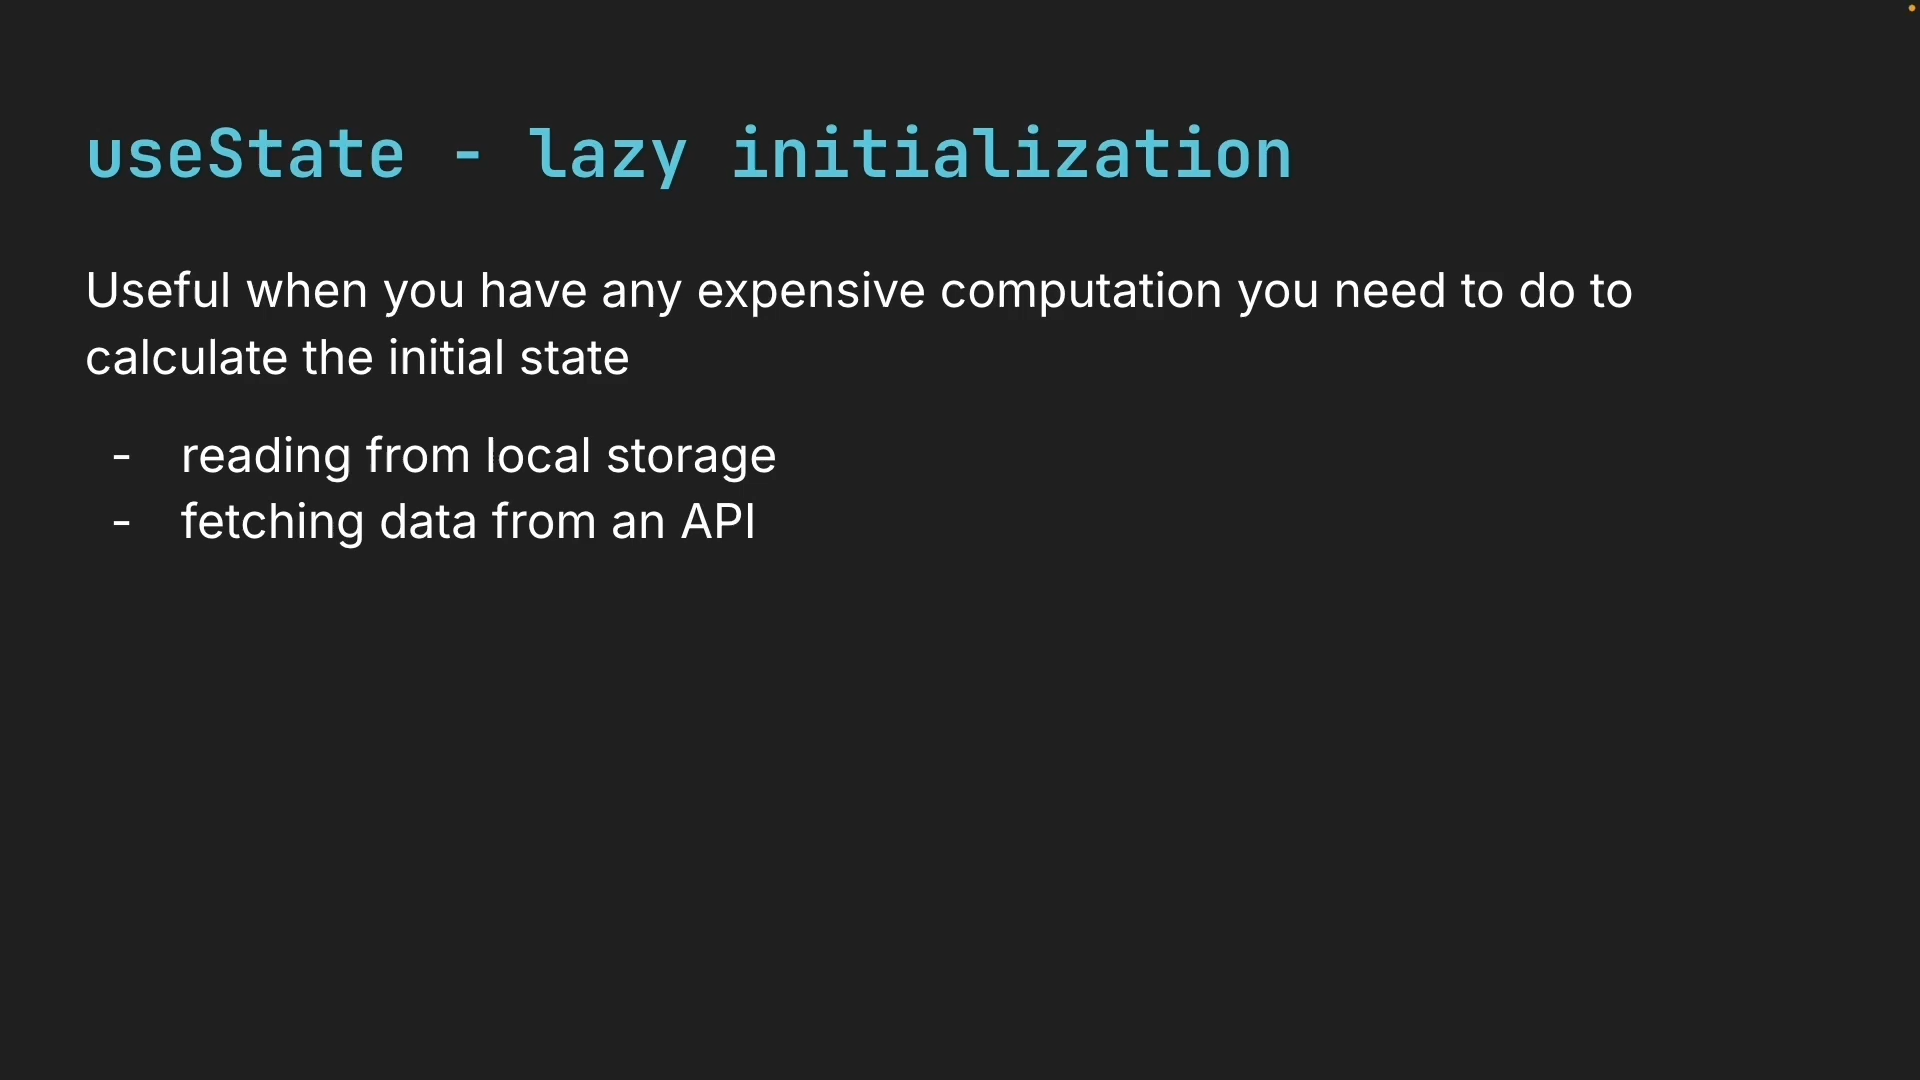 useState - lazy initialization
Useful when you have any expensive computation you need to do to
calculate the initial state
- reading from local storage
- fetching data from an API